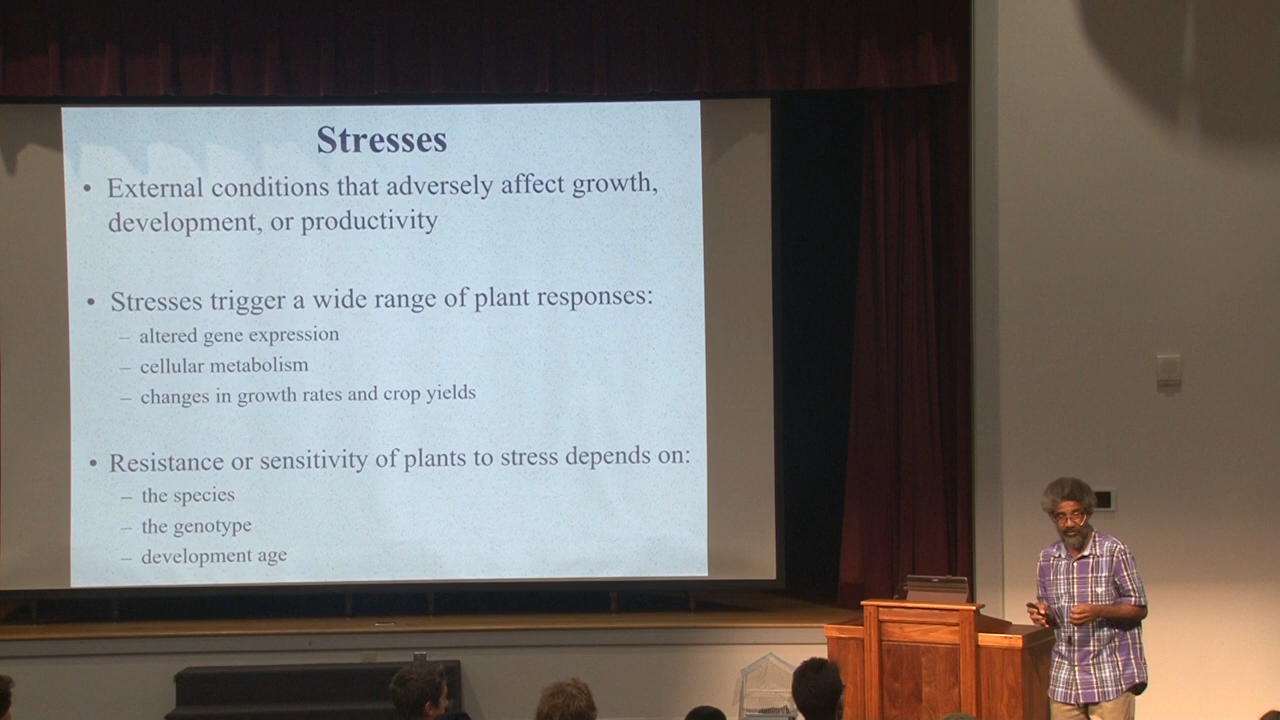 Stresses
• External conditions that adversely affect growth,
development, or productivity
• Stresses trigger a wide range of plant responses:
– altered gene expression
– cellular metabolism
– changes in growth rates and crop yields
• Resistance or sensitivity of plants to stress depends on:
– the species
– the genotype
– development age